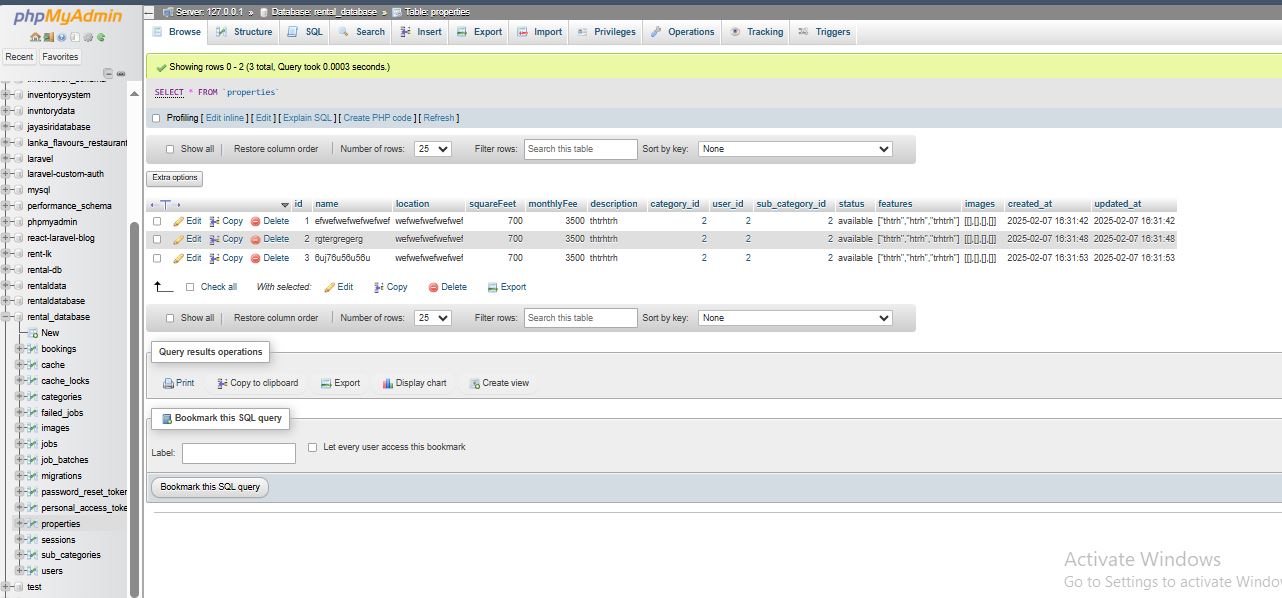 phpMyAdmin
Recent Favorites
information_schema
inventorysystem
invntorydata
jayasiridatabase
lanka_flavours_restaurant
laravel
laravel-custom-auth
mysql
performance_schema
phpmyadmin
react-laravel-blog
rent-lk
rental-db
rentaldata
rentaldatabase
rental_database
New
bookings
cache
cache_locks
categories
failed_jobs
images
jobs
job_batches
migrations
password_reset_token
personal_access_toke
properties
sessions
sub_categories
users
test
Server: 127.0.0.1 » Database: rental_database » Table: properties
Browse Structure SQL Search Insert Export Import Privileges Operations Tracking Triggers
Showing rows 0 - 2 (3 total, Query took 0.0003 seconds.)
SELECT * FROM `properties`
Profiling [ Edit inline ] [ Edit ] [ Explain SQL ] [ Create PHP code ] [ Refresh ]
Show all Restore column order Number of rows: 25 Filter rows: Search this table Sort by key: None
Extra options
id name location squareFeet monthlyFee description category_id user_id sub_category_id status features images created_at updated_at
Edit Copy Delete 1 efwefwefwefwefwef wefwefwefwefwef 700 3500 thtrhtrh 2 2 2 available ["thtrh","htrh","trhtrh"] [[],[],[],[]] 2025-02-07 16:31:42 2025-02-07 16:31:42
Edit Copy Delete 2 rgtergregerg wefwefwefwefwef 700 3500 thtrhtrh 2 2 2 available ["thtrh","htrh","trhtrh"] [[],[],[],[]] 2025-02-07 16:31:48 2025-02-07 16:31:48
Edit Copy Delete 3 6uj76u56u56u wefwefwefwefwef 700 3500 thtrhtrh 2 2 2 available ["thtrh","htrh","trhtrh"] [[],[],[],[]] 2025-02-07 16:31:53 2025-02-07 16:31:53
Check all With selected: Edit Copy Delete Export
Show all Restore column order Number of rows: 25 Filter rows: Search this table Sort by key: None
Query results operations
Print Copy to clipboard Export Display chart Create view
Bookmark this SQL query
Label: Let every user access this bookmark
Bookmark this SQL query
Activate Windows
Go to Settings to activate Windo